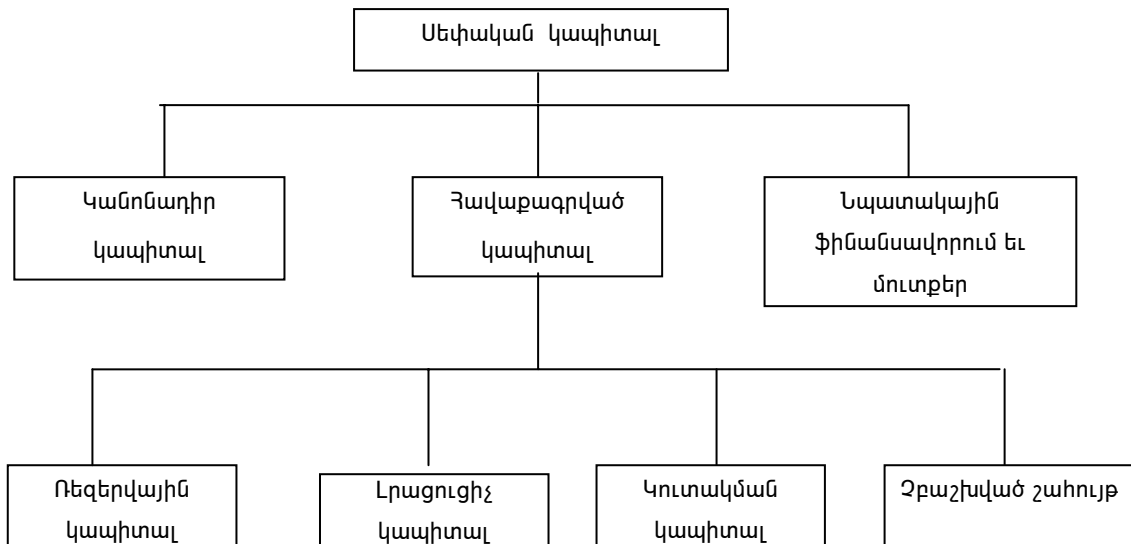 Սեփական կապիտալ
Կանոնադիր
կապիտալ
Հավաքագրված
կապիտալ
Նպատակային
ֆինանսավորում եւ
մուտքեր
Ռեզերվային
կապիտալ
Լրացուցիչ
կապիտալ
Կուտակման
կապիտալ
Չբաշխված շահույթ